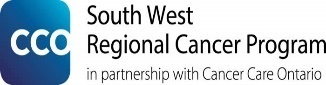 CCO
South West
Regional Cancer Program
in partnership with Cancer Care Ontario